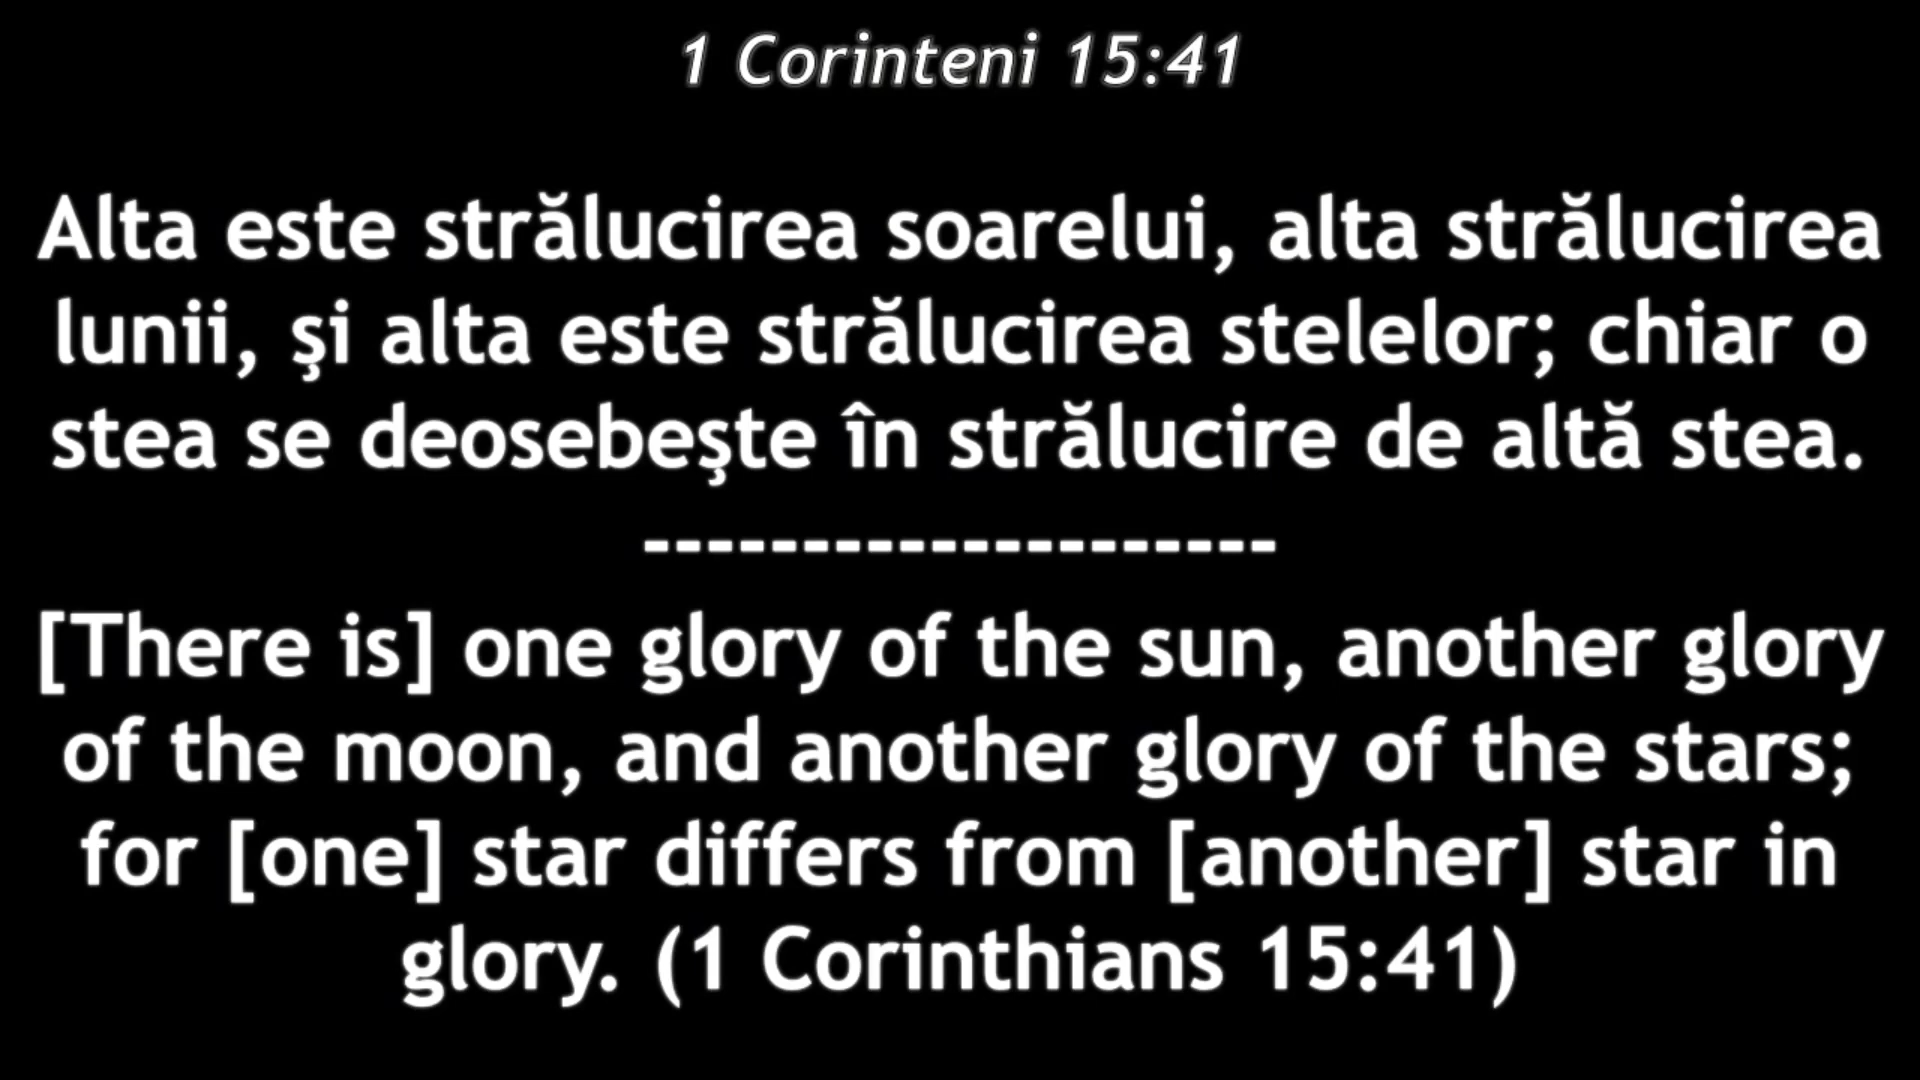 1 Corinteni 15:41
Alta este strălucirea soarelui, alta strălucirea
lunii, şi alta este strălucirea stelelor; chiar o
stea se deosebeşte în strălucire de altă stea.
--------------------
[There is] one glory of the sun, another glory
of the moon, and another glory of the stars;
for [one] star differs from [another] star in
glory. (1 Corinthians 15:41)